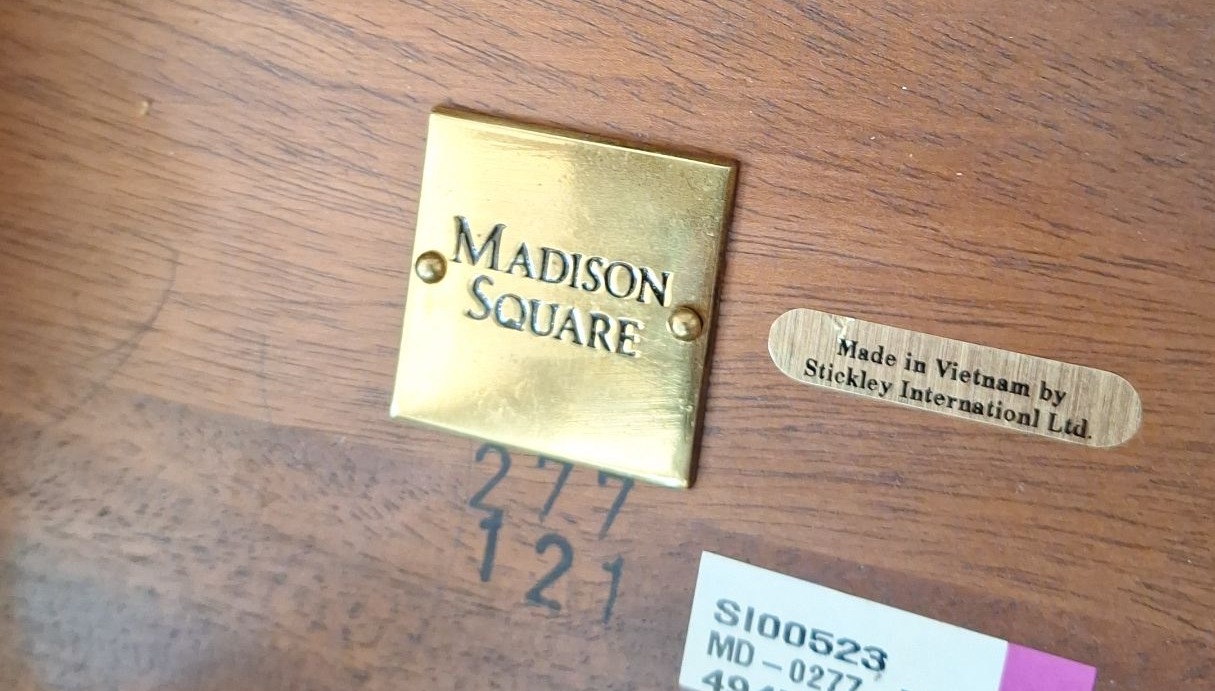 MADISON
SQUARE
Made in Vietnam by
Stickley Internationl Ltd.
277
121
SI00523
MD-0277